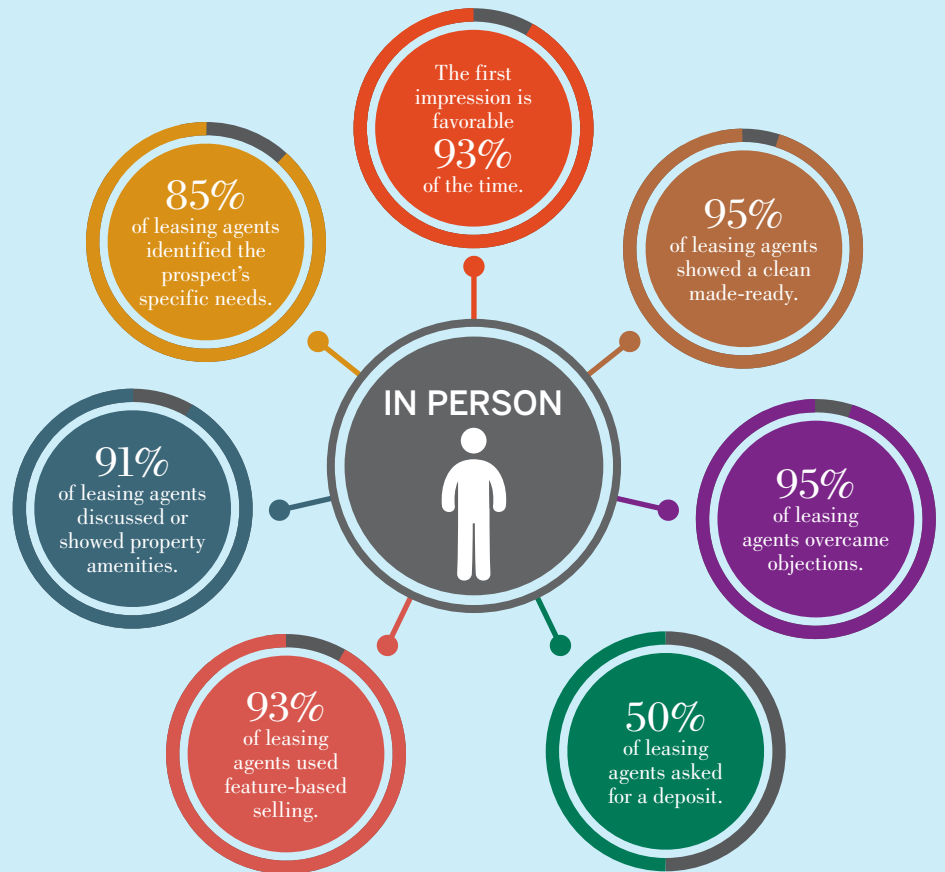 The first
impression is
favorable
93%
of the time.
85%
of leasing agents
identified the
prospect's
specific needs.
95%
of leasing agents
showed a clean
made-ready.
IN PERSON
91%
of leasing agents
discussed or
showed property
amenities.
95%
of leasing
agents overcame
objections.
93%
of leasing
agents used
feature-based
selling.
50%
of leasing
agents asked
for a deposit.